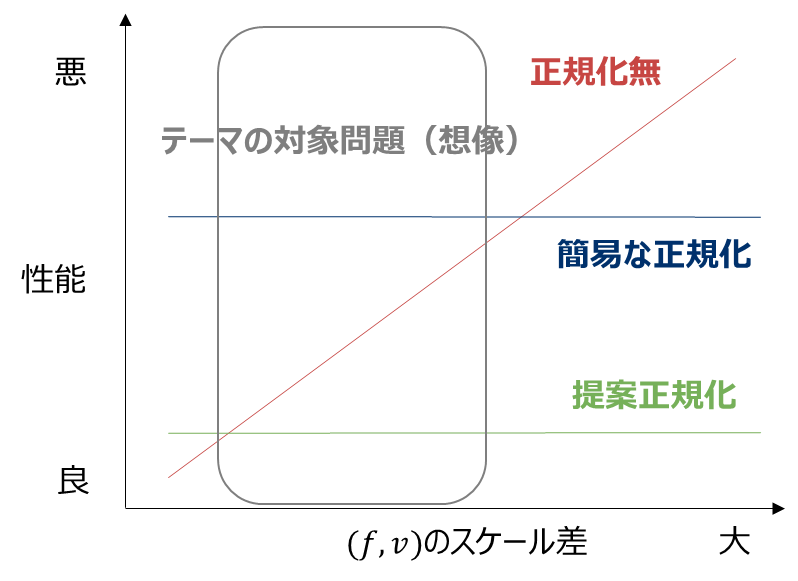 悪
正規化無
テーマの対象問題（想像）
簡易な正規化
性能
提案正規化
良
(f, v)のスケール差
大